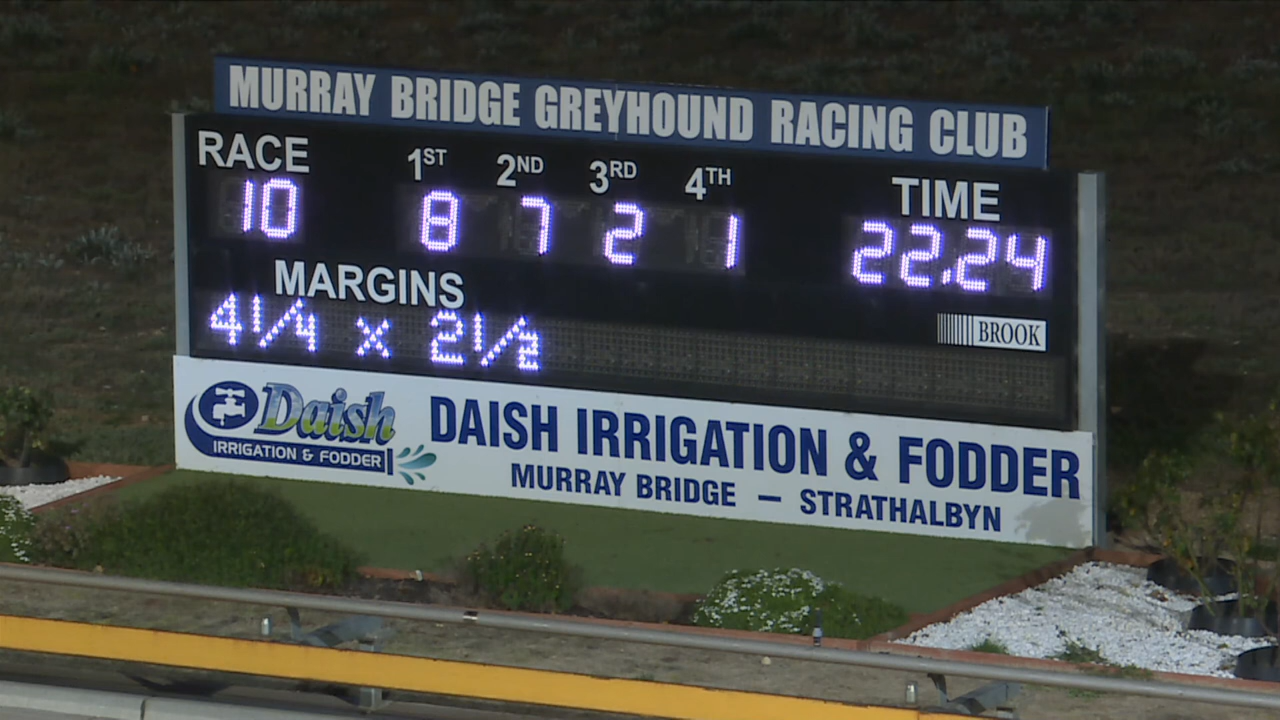 MURRAY BRIDGE GREYHOUND RACING CLUB
RACE 1ST 2ND 3RD 4TH TIME
10 8 7 2 1 22.24
MARGINS
4 1/4 x 2 1/2
BROOK
Daish
IRRIGATION & FODDER
DAISH IRRIGATION & FODDER
MURRAY BRIDGE – STRATHALBYN